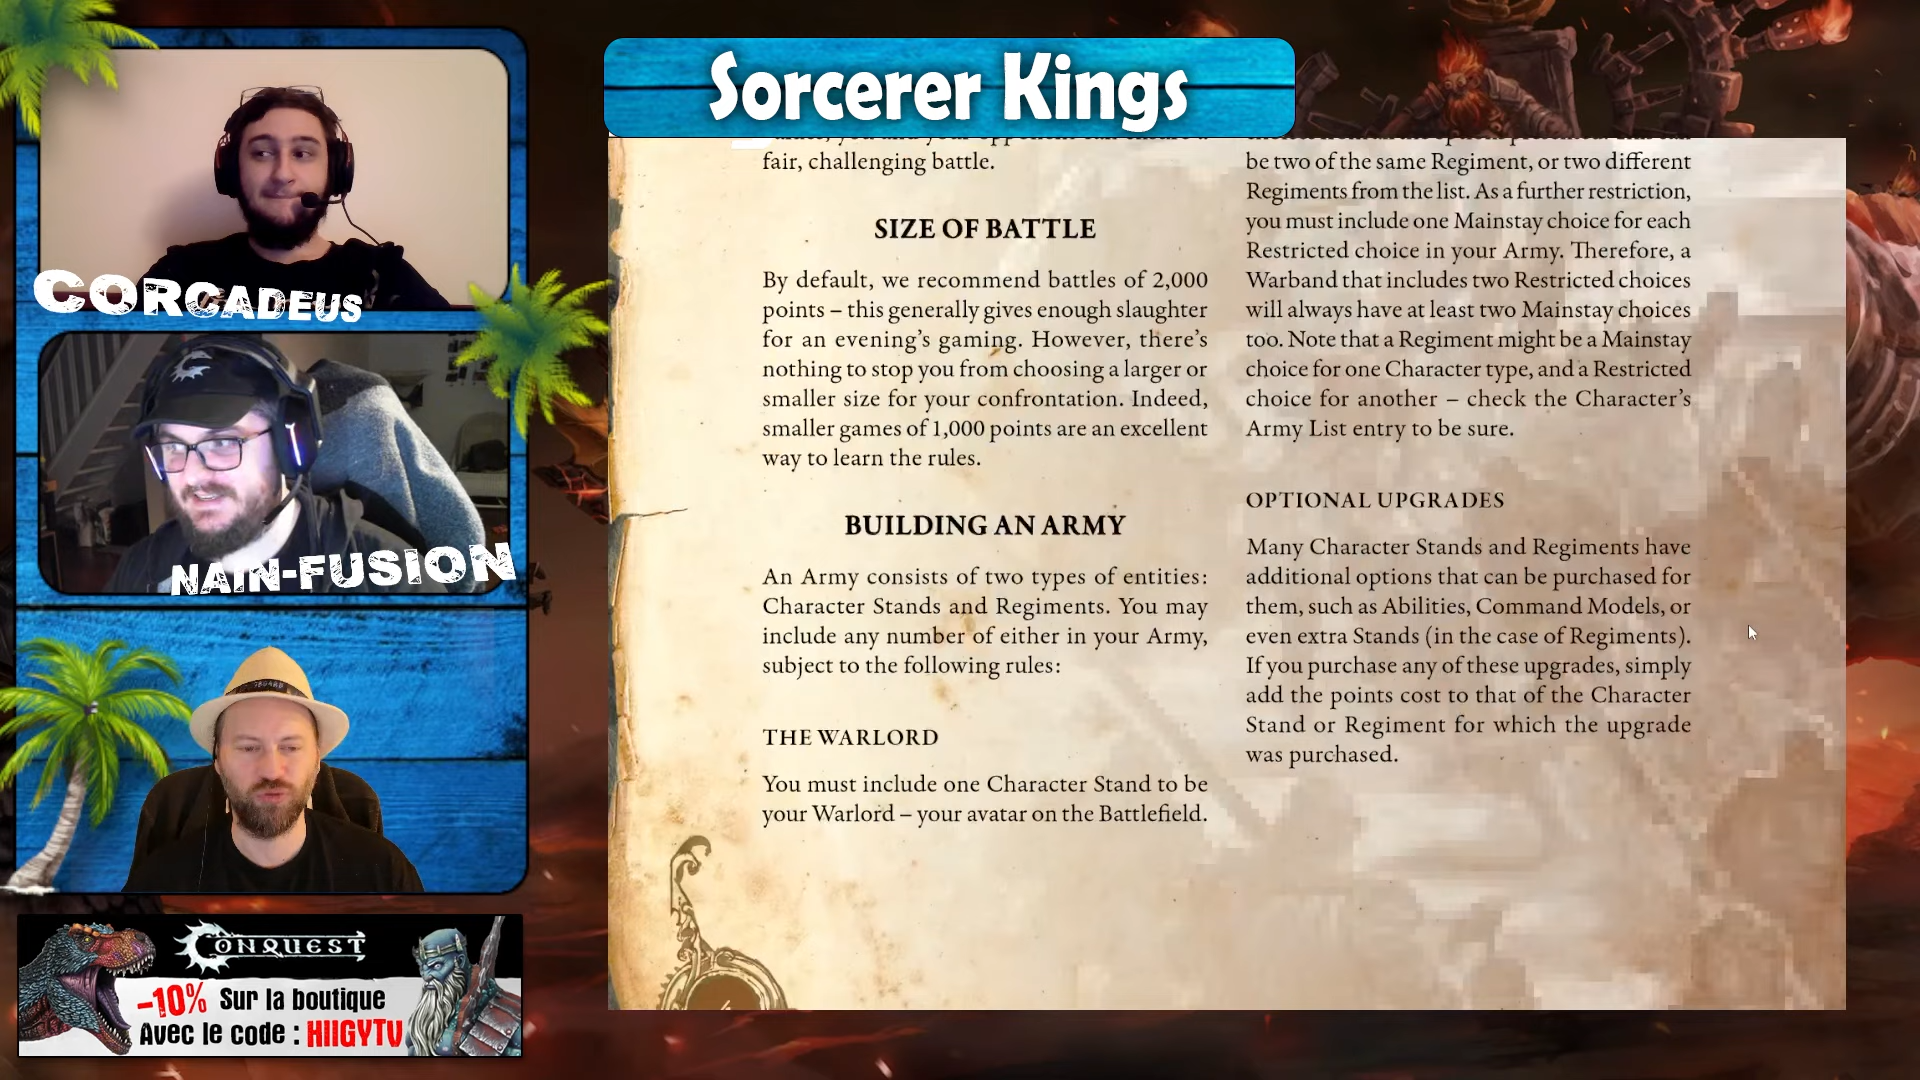 Sorcerer Kings
CORCADEUS
NAIN-FUSION
CONQUEST
-10% Sur la boutique
Avec le code : HIIGYTV
fair, challenging battle.
SIZE OF BATTLE
By default, we recommend battles of 2,000
points – this generally gives enough slaughter
for an evening's gaming. However, there's
nothing to stop you from choosing a larger or
smaller size for your confrontation. Indeed,
smaller games of 1,000 points are an excellent
way to learn the rules.
BUILDING AN ARMY
An Army consists of two types of entities:
Character Stands and Regiments. You may
include any number of either in your Army,
subject to the following rules:
THE WARLORD
You must include one Character Stand to be
your Warlord – your avatar on the Battlefield.
be two of the same Regiment, or two different
Regiments from the list. As a further restriction,
you must include one Mainstay choice for each
Restricted choice in your Army. Therefore, a
Warband that includes two Restricted choices
will always have at least two Mainstay choices
too. Note that a Regiment might be a Mainstay
choice for one Character type, and a Restricted
choice for another – check the Character's
Army List entry to be sure.
OPTIONAL UPGRADES
Many Character Stands and Regiments have
additional options that can be purchased for
them, such as Abilities, Command Models, or
even extra Stands (in the case of Regiments).
If you purchase any of these upgrades, simply
add the points cost to that of the Character
Stand or Regiment for which the upgrade
was purchased.